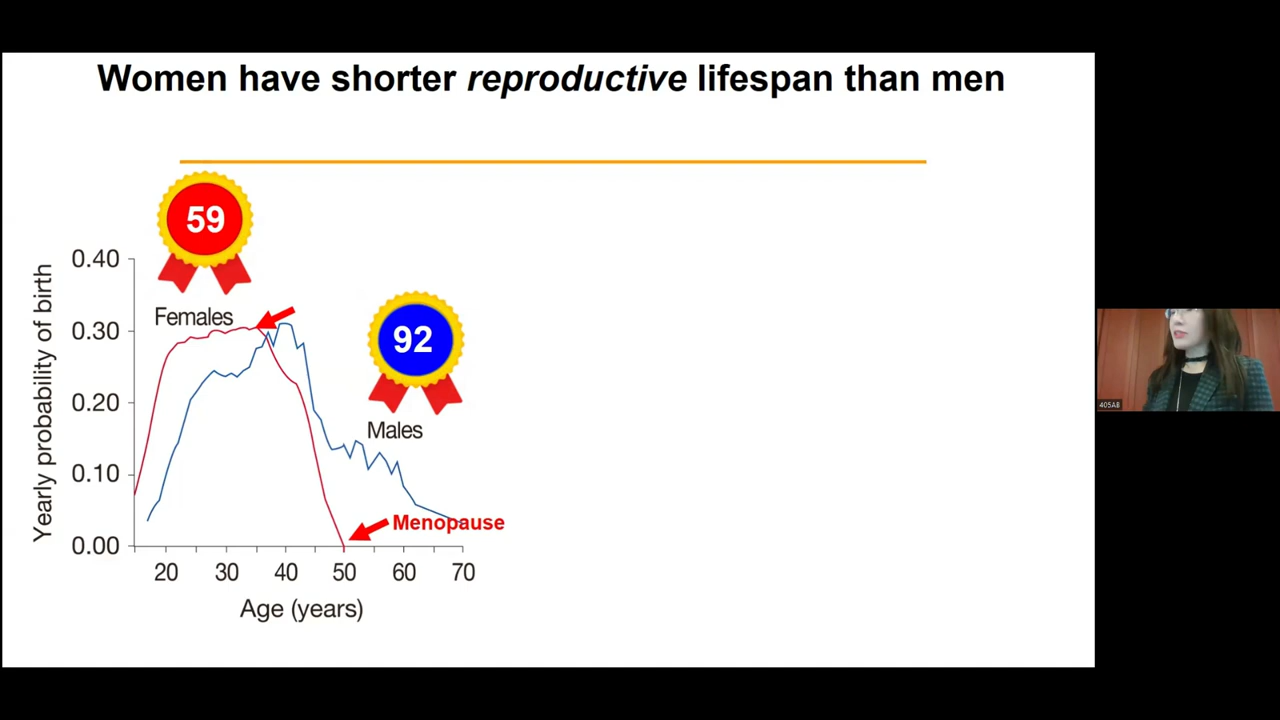 Women have shorter reproductive lifespan than men
59
92
Females
Males
Menopause
Yearly probability of birth
0.40
0.30
0.20
0.10
0.00
20 30 40 50 60 70
Age (years)
405AB